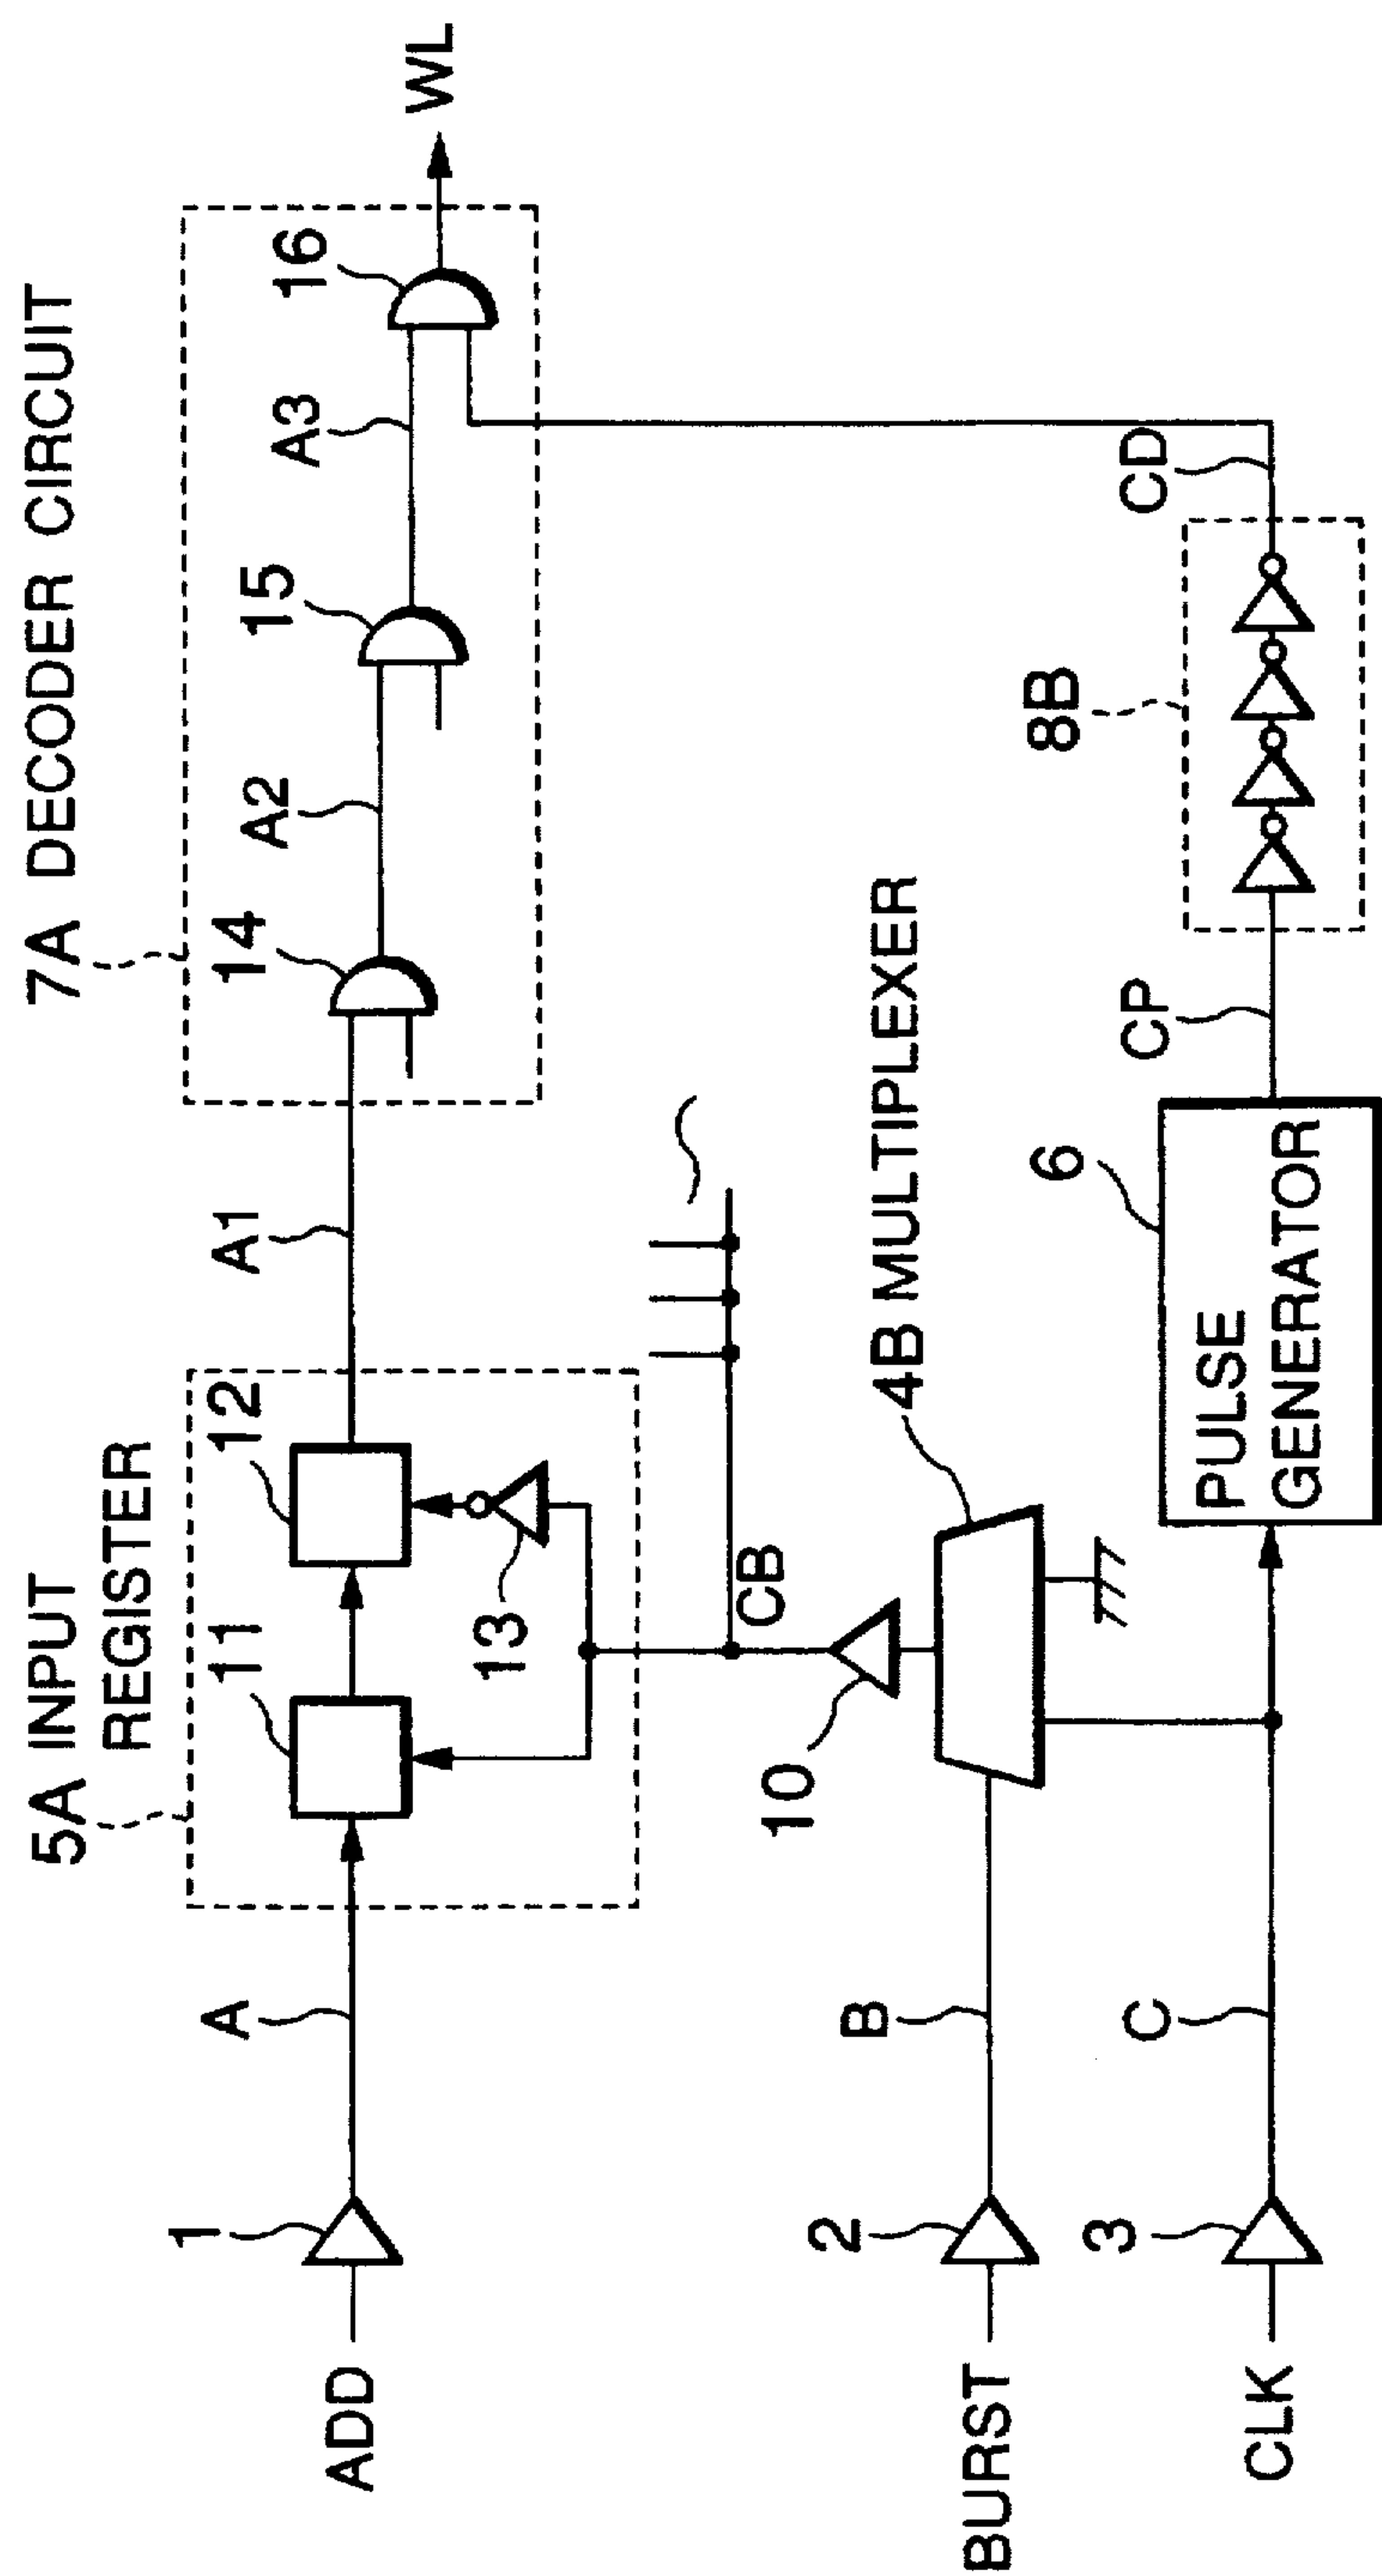 7A DECODER CIRCUIT
5A INPUT
REGISTER
11
12
14
15
16
1
A
A1
A2
A3
ADD
WL
13
CB
10
4B MULTIPLEXER
8B
2
B
BURST
6
PULSE
GENERATOR
3
C
CP
CD
CLK